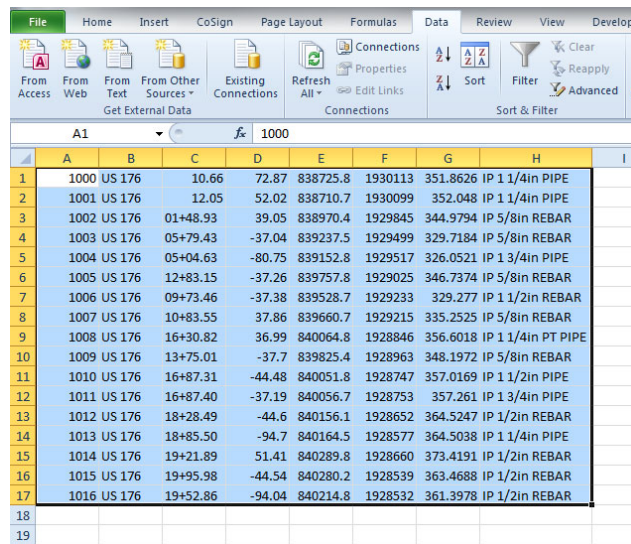 File Home Insert CoSign Page Layout Formulas Data Review View Develop
From Access From Web From Text From Other Sources Existing Connections Refresh All Connections Properties Edit Links Sort Filter Clear Reapply Advanced
Get External Data Connections Sort & Filter
A1 fx 1000
A B C D E F G H I
1 1000 US 176 10.66 72.87 838725.8 1930113 351.8626 IP 1 1/4in PIPE
2 1001 US 176 12.05 52.02 838710.7 1930099 352.048 IP 1 1/2in PIPE
3 1002 US 176 01+48.93 39.05 838970.4 1929845 344.9794 IP 5/8in REBAR
4 1003 US 176 05+79.43 -37.04 839237.5 1929499 329.7184 IP 5/8in REBAR
5 1004 US 176 05+04.63 -80.75 839152.8 1929517 326.0521 IP 1 3/4in PIPE
6 1005 US 176 12+83.15 -37.26 839757.8 1929025 346.7374 IP 5/8in REBAR
7 1006 US 176 09+73.46 -37.38 839528.7 1929233 329.277 IP 1 1/2in REBAR
8 1007 US 176 10+83.55 37.86 839660.7 1929215 335.2525 IP 5/8in REBAR
9 1008 US 176 16+30.82 36.99 840064.8 1928846 356.6018 IP 1 1/4in PT PIPE
10 1009 US 176 13+75.01 -37.7 839825.4 1928963 348.1972 IP 5/8in REBAR
11 1010 US 176 16+87.31 -44.48 840051.8 1928747 357.0169 IP 1 1/2in PIPE
12 1011 US 176 16+87.40 -37.19 840056.7 1928753 357.261 IP 1 3/4in PIPE
13 1012 US 176 18+28.49 -44.6 840156.1 1928652 364.5247 IP 1/2in REBAR
14 1013 US 176 18+85.50 -94.7 840164.5 1928577 364.5038 IP 1 1/4in PIPE
15 1014 US 176 19+21.89 51.41 840289.8 1928660 373.4191 IP 1/2in REBAR
16 1015 US 176 19+95.98 -44.54 840280.2 1928539 363.4688 IP 1/2in REBAR
17 1016 US 176 19+52.86 -94.04 840214.8 1928532 361.3978 IP 1/2in REBAR
18
19